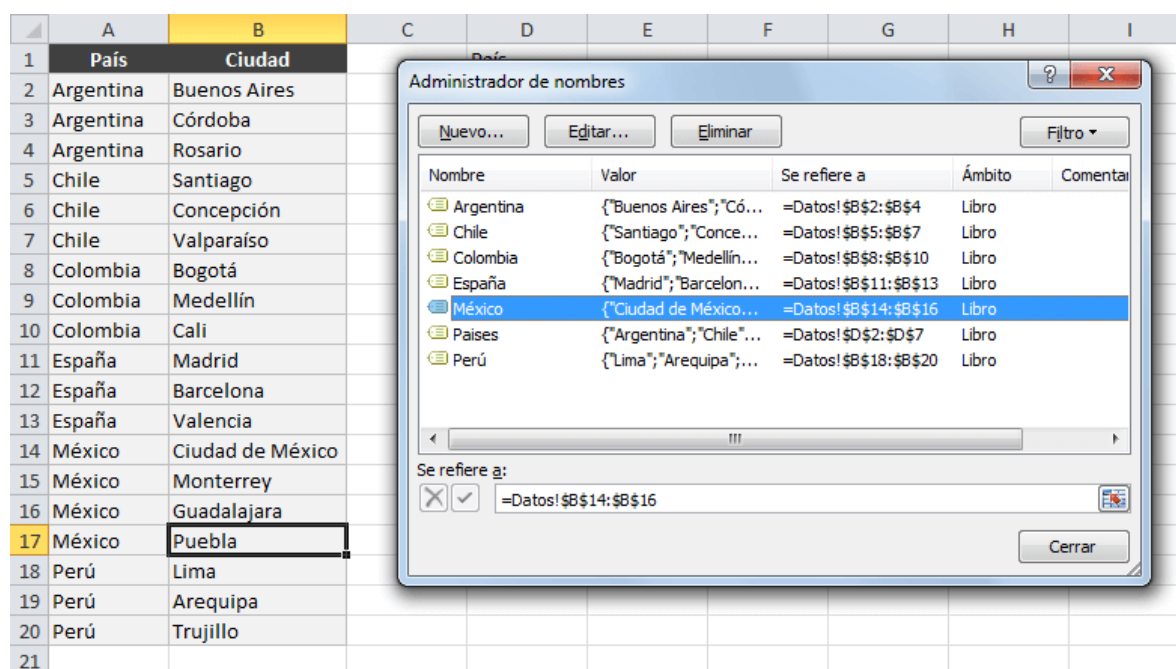 A B C D E F G H I
1 País Ciudad País
2 Argentina Buenos Aires
3 Argentina Córdoba
4 Argentina Rosario
5 Chile Santiago
6 Chile Concepción
7 Chile Valparaíso
8 Colombia Bogotá
9 Colombia Medellín
10 Colombia Cali
11 España Madrid
12 España Barcelona
13 España Valencia
14 México Ciudad de México
15 México Monterrey
16 México Guadalajara
17 México Puebla
18 Perú Lima
19 Perú Arequipa
20 Perú Trujillo
21
Administrador de nombres
Nuevo... Editar... Eliminar Filtro
Nombre Valor Se refiere a Ámbito Comentar
Argentina {"Buenos Aires";"Có... =Datos!$B$2:$B$4 Libro
Chile {"Santiago";"Conce... =Datos!$B$5:$B$7 Libro
Colombia {"Bogotá";"Medellín... =Datos!$B$8:$B$10 Libro
España {"Madrid";"Barcelon... =Datos!$B$11:$B$13 Libro
México {"Ciudad de México... =Datos!$B$14:$B$16 Libro
Paises {"Argentina";"Chile"... =Datos!$D$2:$D$7 Libro
Perú {"Lima";"Arequipa";... =Datos!$B$18:$B$20 Libro
Se refiere a:
=Datos!$B$14:$B$16
Cerrar